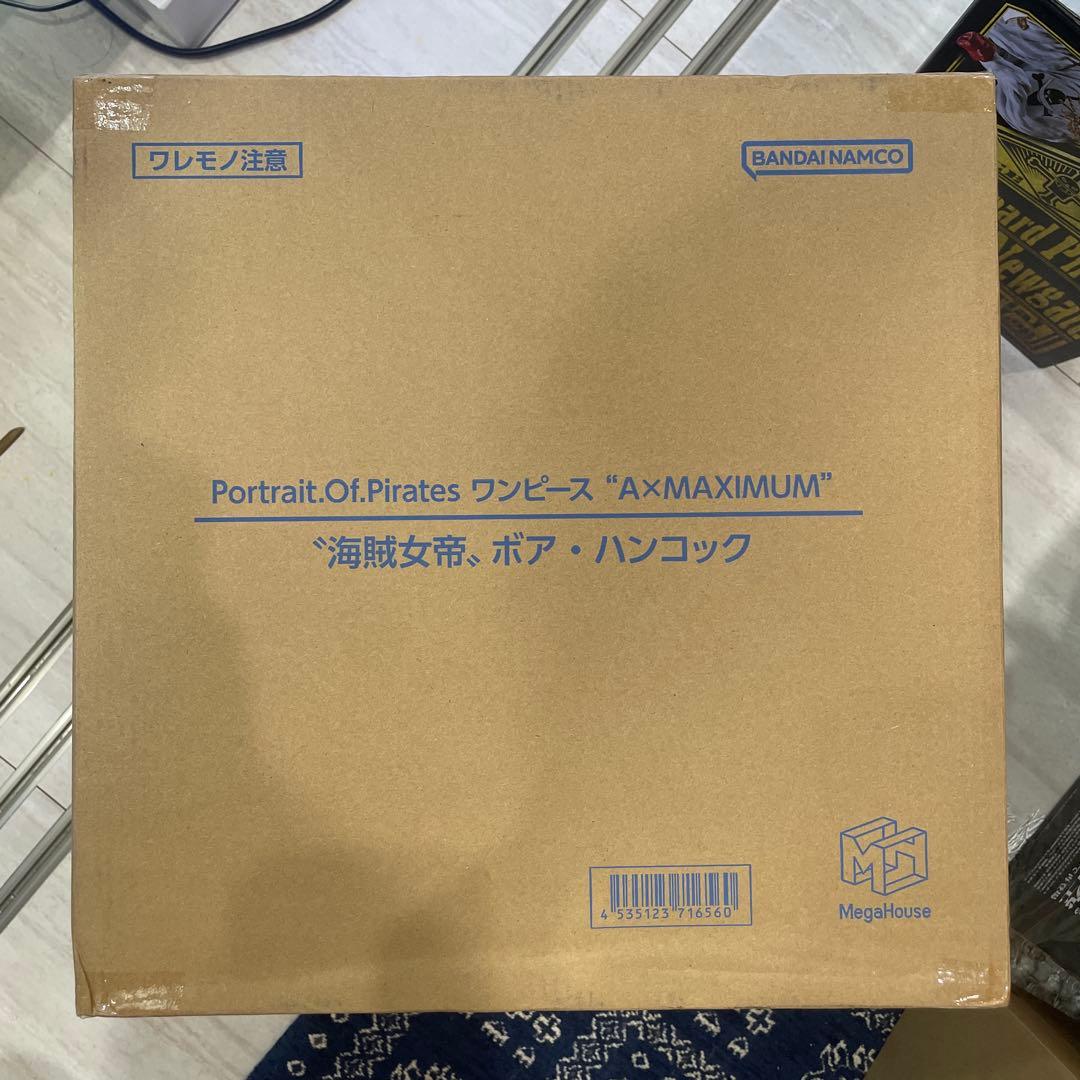 ワレモノ注意
BANDAI NAMCO
Portrait.Of.Pirates ワンピース “A×MAXIMUM”
〝海賊女帝〟ボア・ハンコック
4 535123 716560
MegaHouse